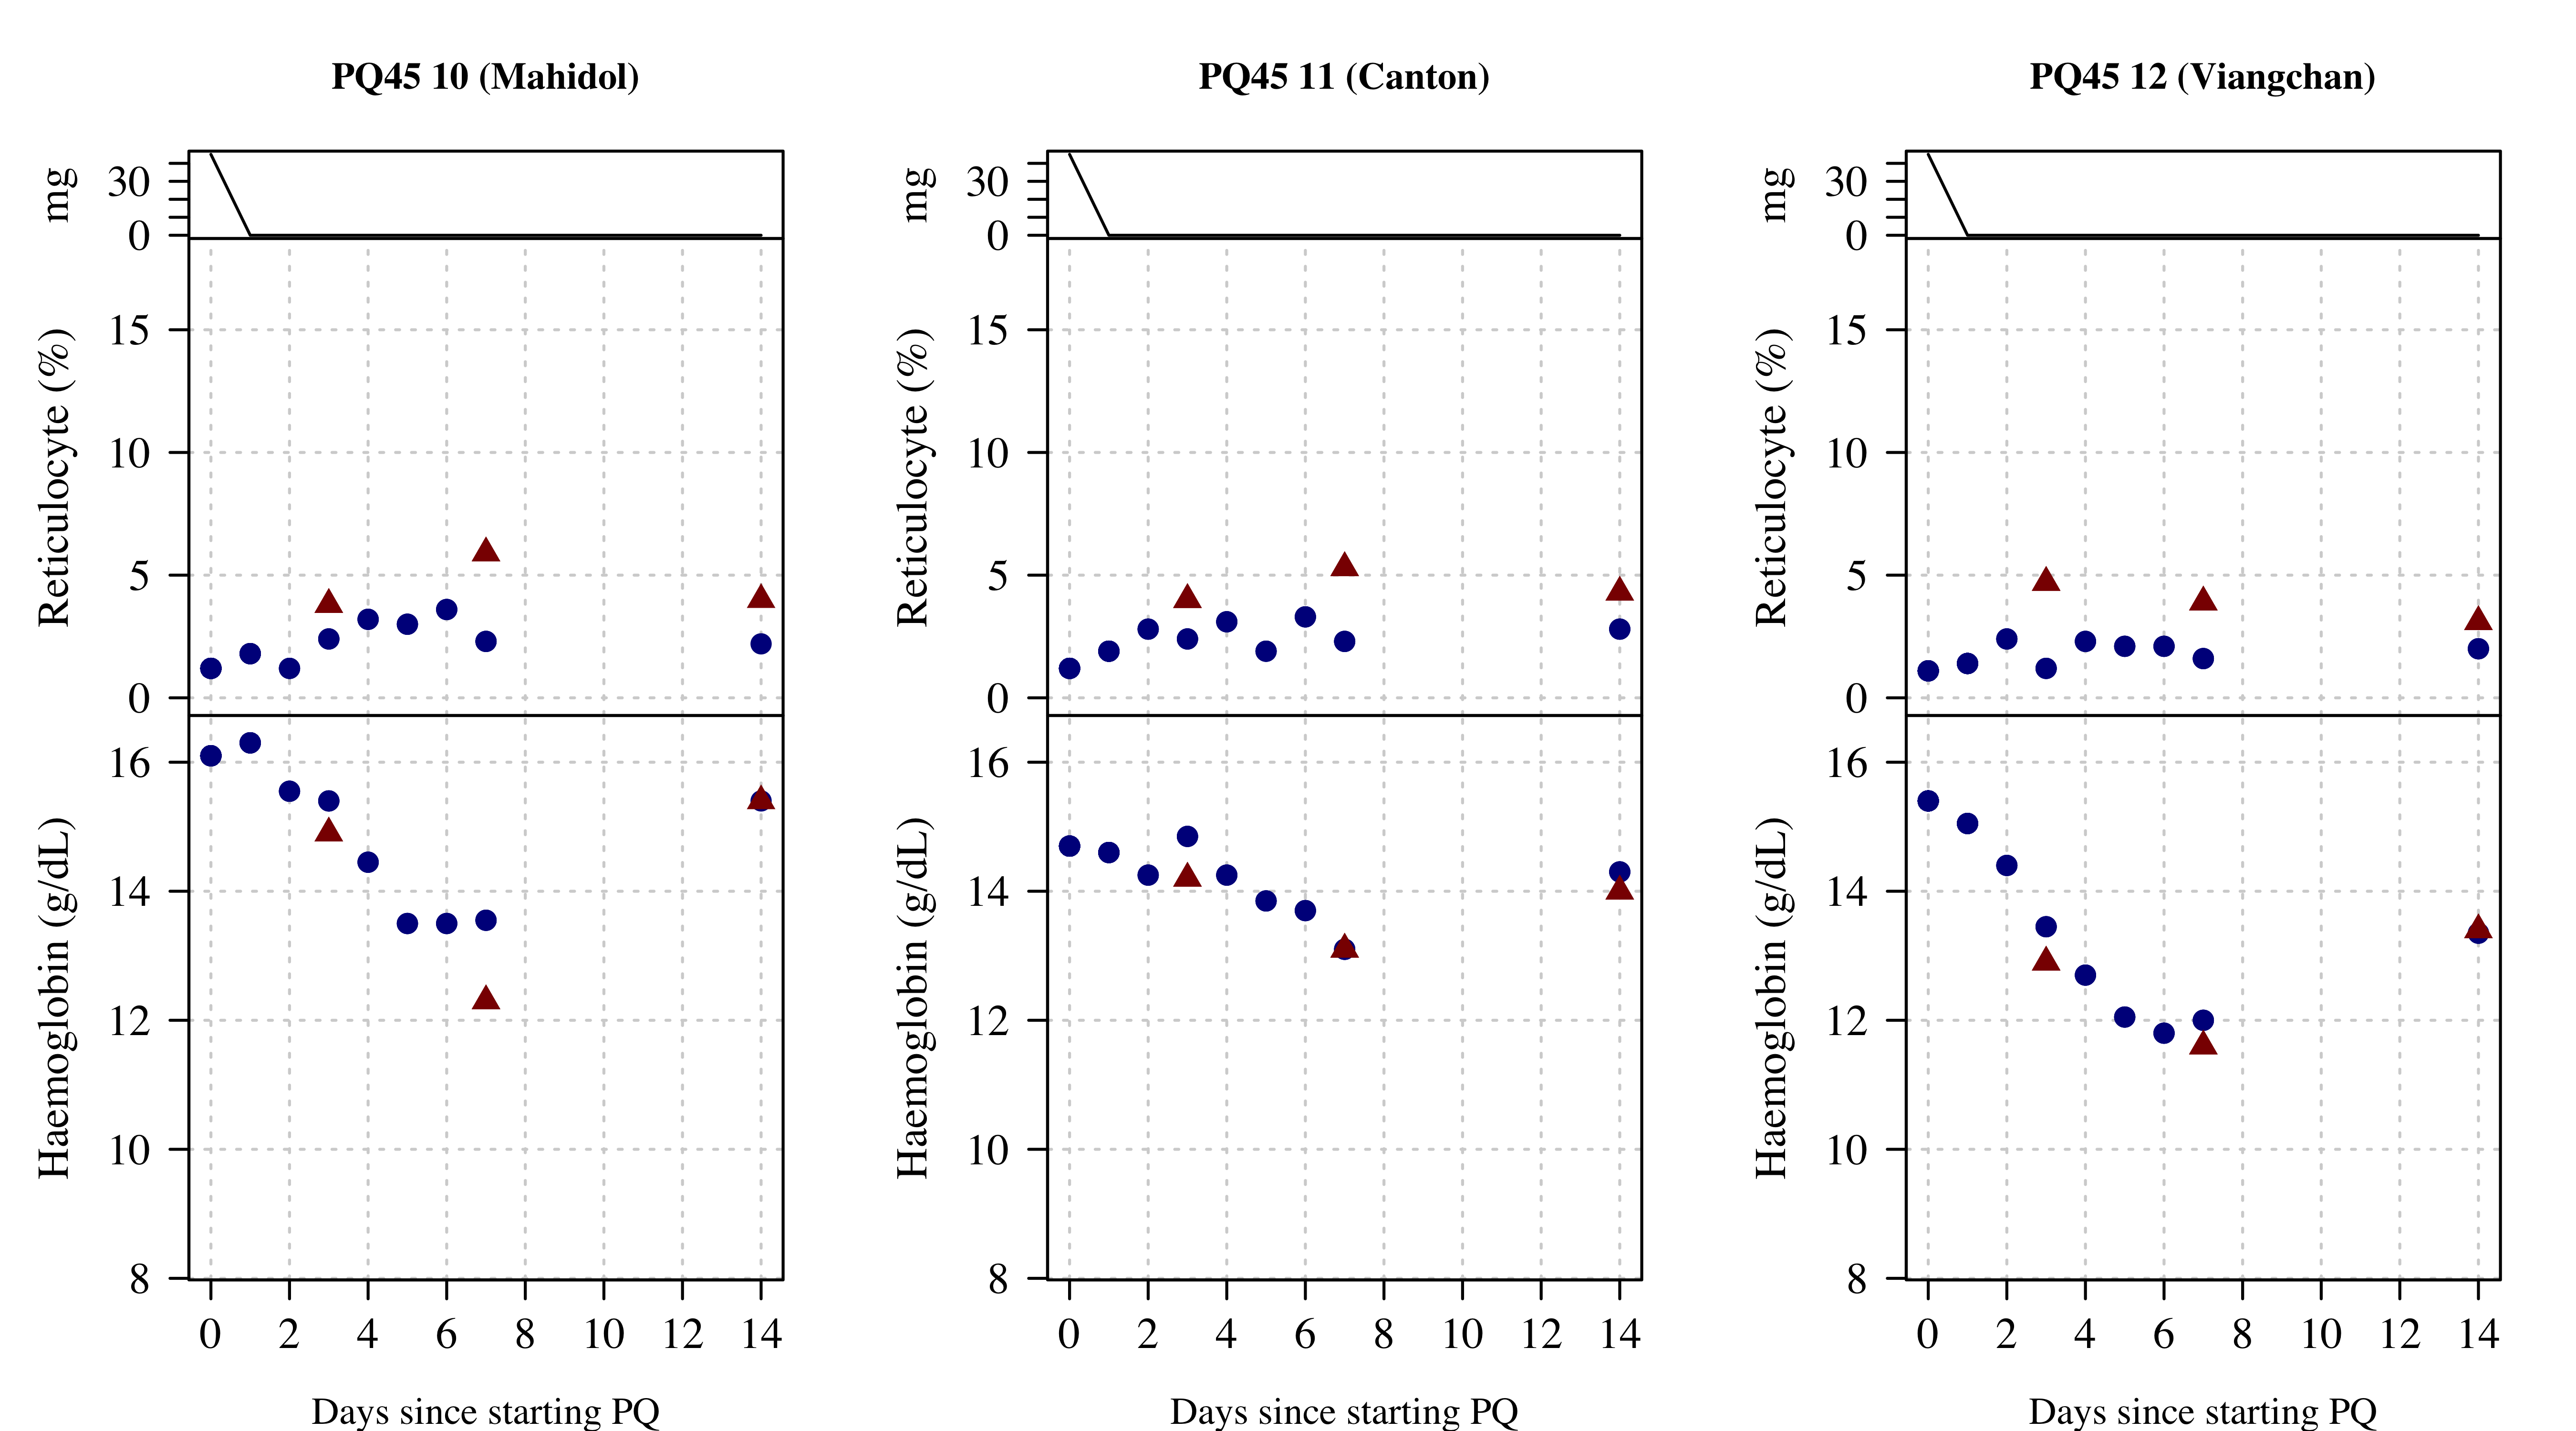 PQ45 10 (Mahidol)
mg
30
0
Reticulocyte (%)
15
10
5
0
Haemoglobin (g/dL)
16
14
12
10
8
0 2 4 6 8 10 12 14
Days since starting PQ
PQ45 11 (Canton)
mg
30
0
Reticulocyte (%)
15
10
5
0
Haemoglobin (g/dL)
16
14
12
10
8
0 2 4 6 8 10 12 14
Days since starting PQ
PQ45 12 (Viangchan)
mg
30
0
Reticulocyte (%)
15
10
5
0
Haemoglobin (g/dL)
16
14
12
10
8
0 2 4 6 8 10 12 14
Days since starting PQ